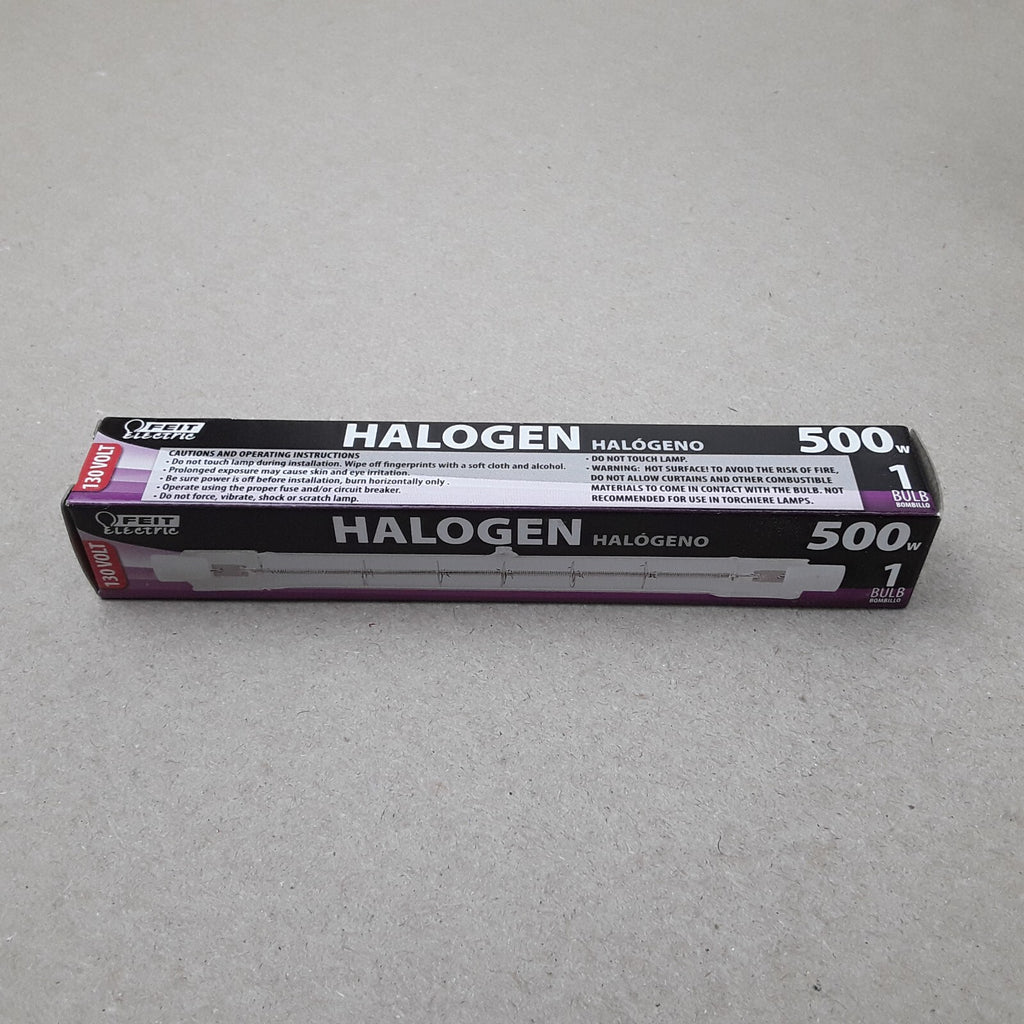 FEIT
electric
HALOGEN HALÓGENO
500W
130 VOLT
CAUTIONS AND OPERATING INSTRUCTIONS
- Do not touch lamp during installation. Wipe off fingerprints with a soft cloth and alcohol.
- Prolonged exposure may cause skin and eye irritation.
- Be sure power is off before installation, burn horizontally only .
- Operate using the proper fuse and/or circuit breaker.
- Do not force, vibrate, shock or scratch lamp.
- DO NOT TOUCH LAMP.
- WARNING: HOT SURFACE! TO AVOID THE RISK OF FIRE,
DO NOT ALLOW CURTAINS AND OTHER COMBUSTIBLE
MATERIALS TO COME IN CONTACT WITH THE BULB. NOT
RECOMMENDED FOR USE IN TORCHIERE LAMPS.
1
BULB
BOMBILLO
FEIT
electric
HALOGEN HALÓGENO
500W
130 VOLT
1
BULB
BOMBILLO